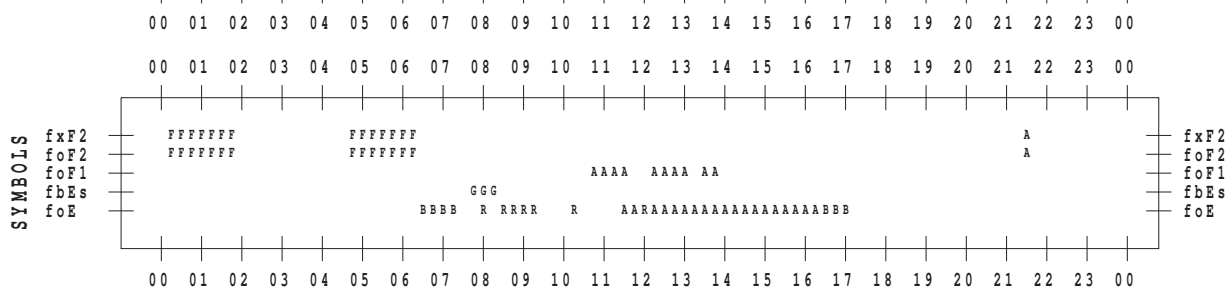 00 01 02 03 04 05 06 07 08 09 10 11 12 13 14 15 16 17 18 19 20 21 22 23 00
00 01 02 03 04 05 06 07 08 09 10 11 12 13 14 15 16 17 18 19 20 21 22 23 00
SYMBOLS
fxF2 FFFFFFF FFFFFFF A fxF2
foF2 FFFFFFF FFFFFFF A foF2
foF1 AAAA AAAA AA foF1
fbEs GGG fbEs
foE BBBB R RRRR R AARAAAAAAAAAAAAAAAAABBB foE
00 01 02 03 04 05 06 07 08 09 10 11 12 13 14 15 16 17 18 19 20 21 22 23 00